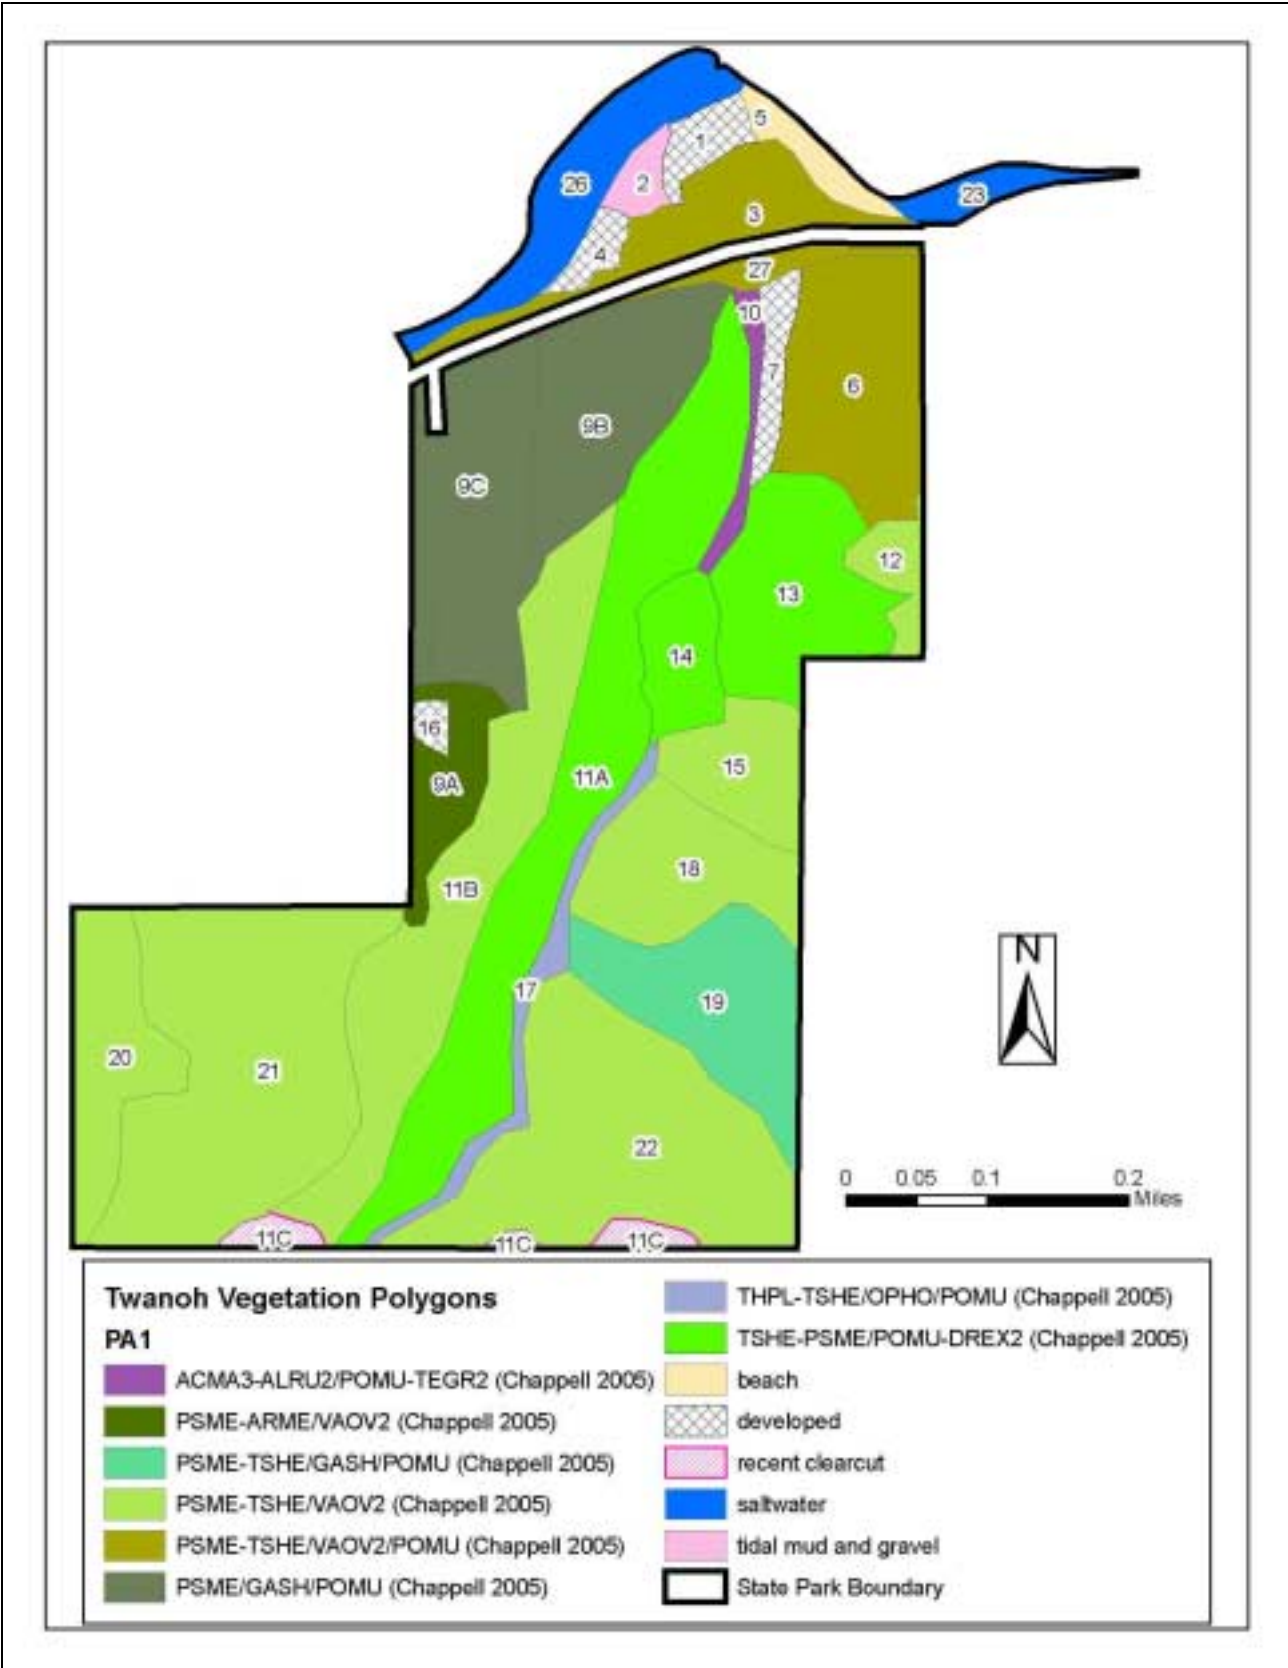 5
1
26
2
23
3
4
27
10
7
6
9B
9C
12
13
14
16
15
11A
9A
18
11B
N
17
19
20
21
22
0 0.05 0.1 0.2
Miles
11C
11C
11C
Twanoh Vegetation Polygons
PA1
ACMA3-ALRU2/POMU-TEGR2 (Chappell 2005)
PSME-ARME/VAOV2 (Chappell 2005)
PSME-TSHE/GASH/POMU (Chappell 2005)
PSME-TSHE/VAOV2 (Chappell 2005)
PSME-TSHE/VAOV2/POMU (Chappell 2005)
PSME/GASH/POMU (Chappell 2005)
THPL-TSHE/OPHO/POMU (Chappell 2005)
TSHE-PSME/POMU-DREX2 (Chappell 2005)
beach
developed
recent clearcut
saltwater
tidal mud and gravel
State Park Boundary